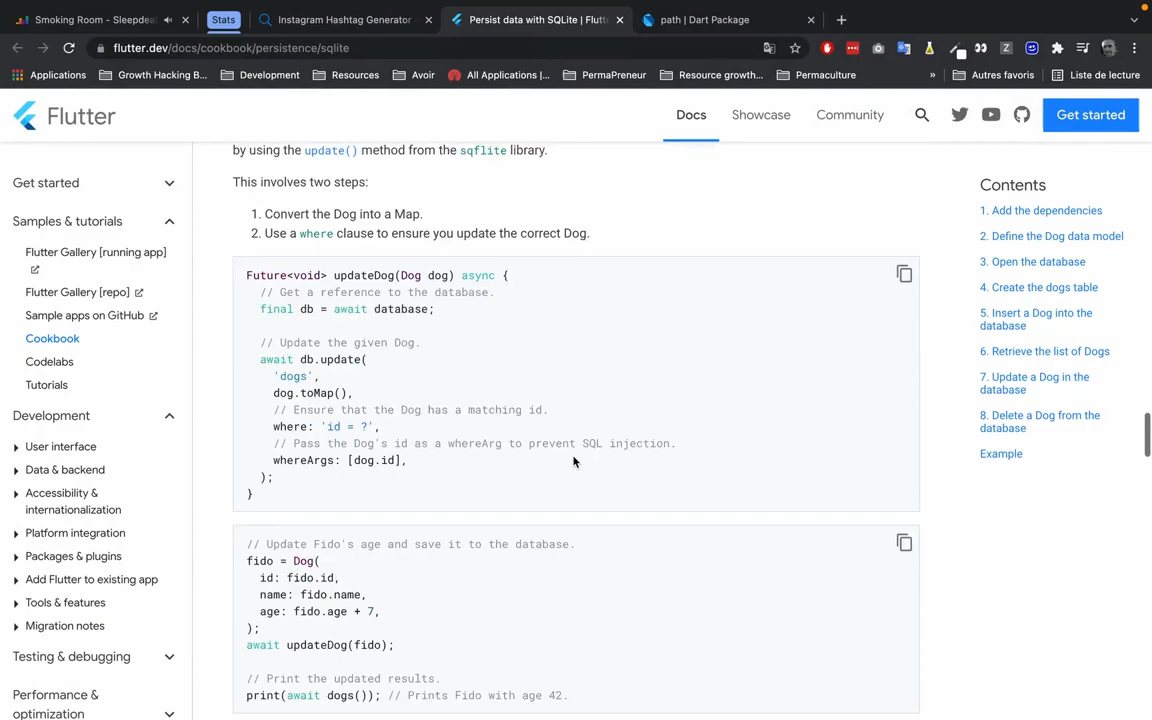 Smoking Room - Sleepdea
Stats
Instagram Hashtag Generator
Persist data with SQLite | Flutt
path | Dart Package
flutter.dev/docs/cookbook/persistence/sqlite
Applications
Growth Hacking B...
Development
Resources
Avoir
All Applications |...
PermaPreneur
Resource growth...
Permaculture
»
Autres favoris
Liste de lecture
Flutter
Docs
Showcase
Community
Get started
by using the update() method from the sqflite library.
This involves two steps:
1. Convert the Dog into a Map.
2. Use a where clause to ensure you update the correct Dog.
Future<void> updateDog(Dog dog) async {
// Get a reference to the database.
final db = await database;
// Update the given Dog.
await db.update(
'dogs',
dog.toMap(),
// Ensure that the Dog has a matching id.
where: 'id = ?',
// Pass the Dog's id as a whereArg to prevent SQL injection.
whereArgs: [dog.id],
);
}
// Update Fido's age and save it to the database.
fido = Dog(
id: fido.id,
name: fido.name,
age: fido.age + 7,
);
await updateDog(fido);
// Print the updated results.
print(await dogs()); // Prints Fido with age 42.
Get started
Samples & tutorials
Flutter Gallery [running app]
Flutter Gallery [repo]
Sample apps on GitHub
Cookbook
Codelabs
Tutorials
Development
User interface
Data & backend
Accessibility &
internationalization
Platform integration
Packages & plugins
Add Flutter to existing app
Tools & features
Migration notes
Testing & debugging
Performance &
optimization
Contents
1. Add the dependencies
2. Define the Dog data model
3. Open the database
4. Create the dogs table
5. Insert a Dog into the
database
6. Retrieve the list of Dogs
7. Update a Dog in the
database
8. Delete a Dog from the
database
Example